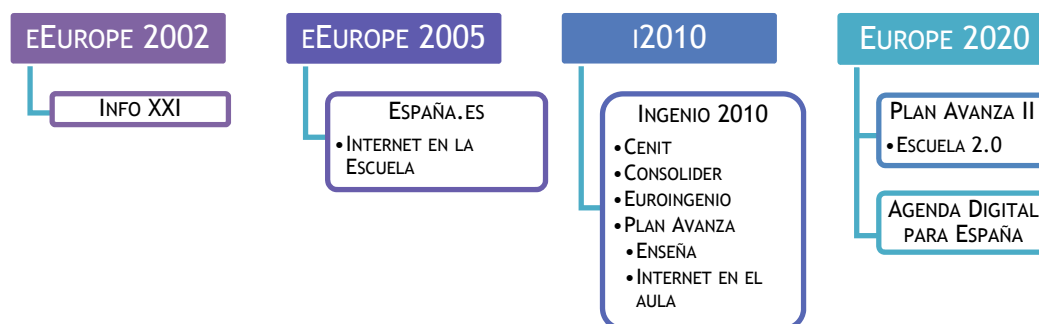 eEurope 2002
Info XXI
eEurope 2005
España.es
•Internet en la
Escuela
i2010
Ingenio 2010
•Cenit
•Consolider
•Euroingenio
•Plan Avanza
•Enseña
•Internet en el
aula
Europe 2020
Plan Avanza II
•Escuela 2.0
Agenda Digital
para España